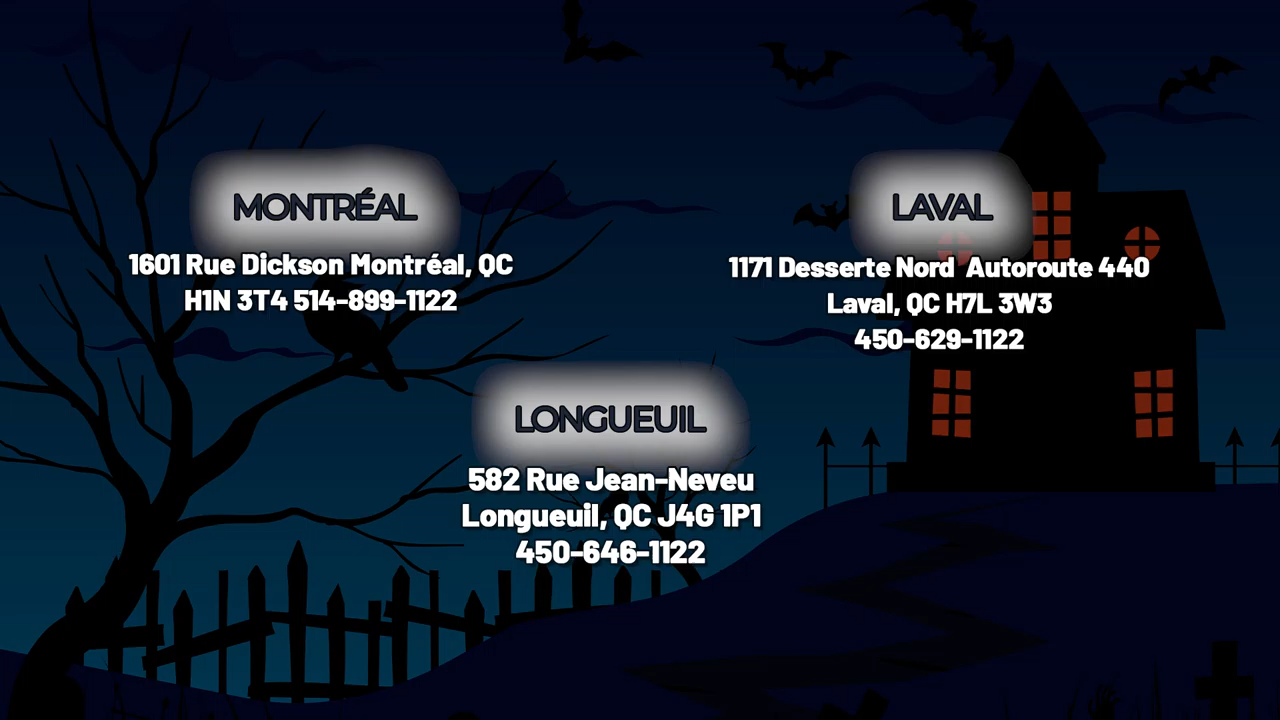 MONTRÉAL
1601 Rue Dickson Montréal, QC
H1N 3T4 514-899-1122
LAVAL
1171 Desserte Nord  Autoroute 440
Laval, QC H7L 3W3
450-629-1122
LONGUEUIL
582 Rue Jean-Neveu
Longueuil, QC J4G 1P1
450-646-1122